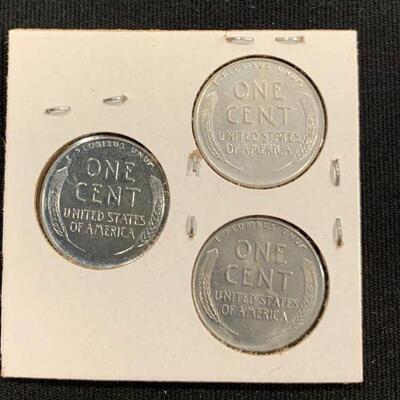 E·PLURIBUS·UNUM
ONE
CENT
UNITED STATES
OF AMERICA
E·PLURIBUS·UNUM
ONE
CENT
UNITED STATES
OF AMERICA
E·PLURIBUS·UNUM
ONE
CENT
UNITED STATES
OF AMERICA